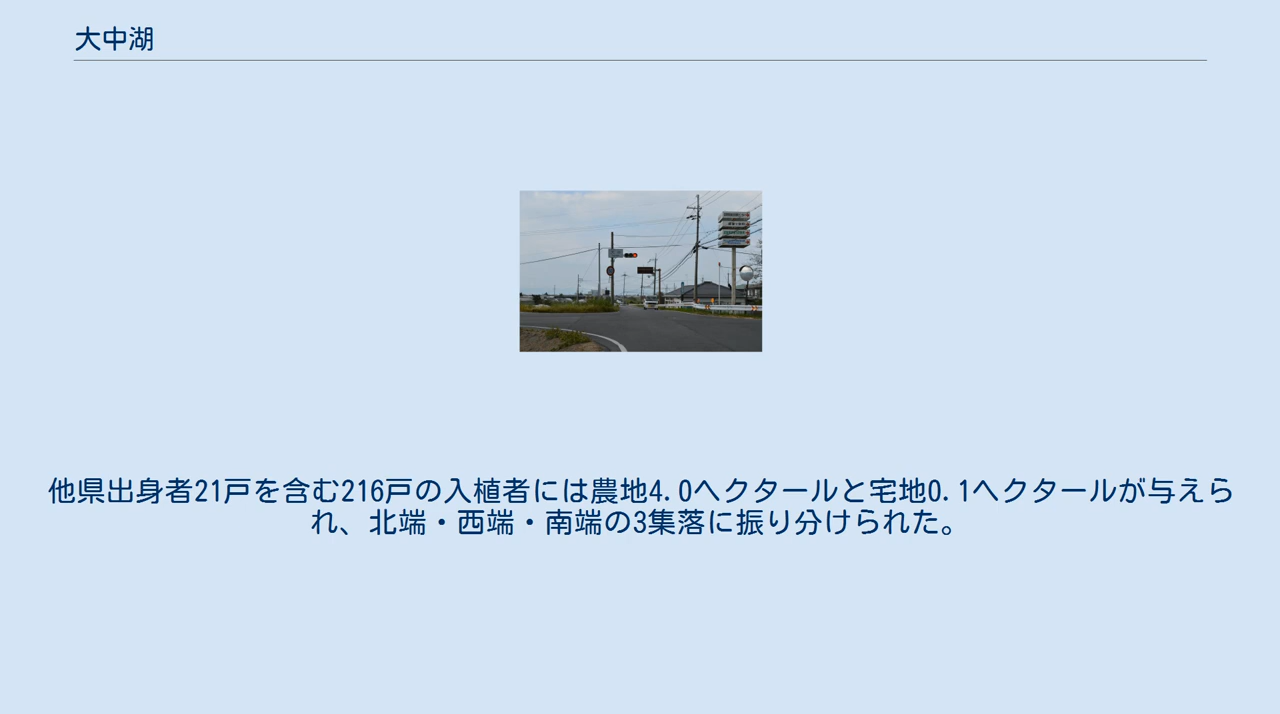 大中湖
他県出身者21戸を含む216戸の入植者には農地4.0ヘクタールと宅地0.1ヘクタールが与えら
れ、北端・西端・南端の3集落に振り分けられた。